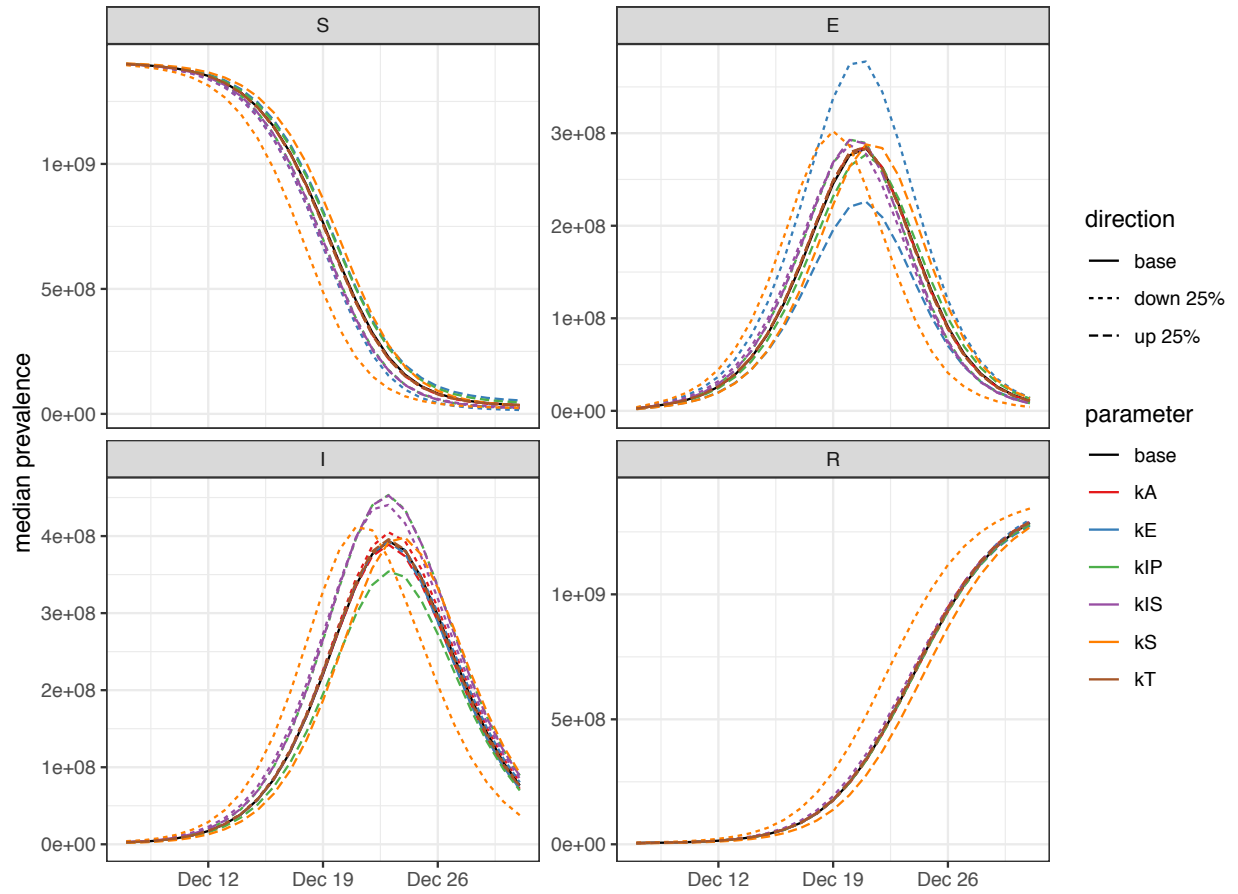 S
E
1e+09
5e+08
0e+00
3e+08
2e+08
1e+08
0e+00
median prevalence
I
R
4e+08
3e+08
2e+08
1e+08
0e+00
1e+09
5e+08
0e+00
Dec 12
Dec 19
Dec 26
Dec 12
Dec 19
Dec 26
direction
base
down 25%
up 25%
parameter
base
kA
kE
kIP
kIS
kS
kT